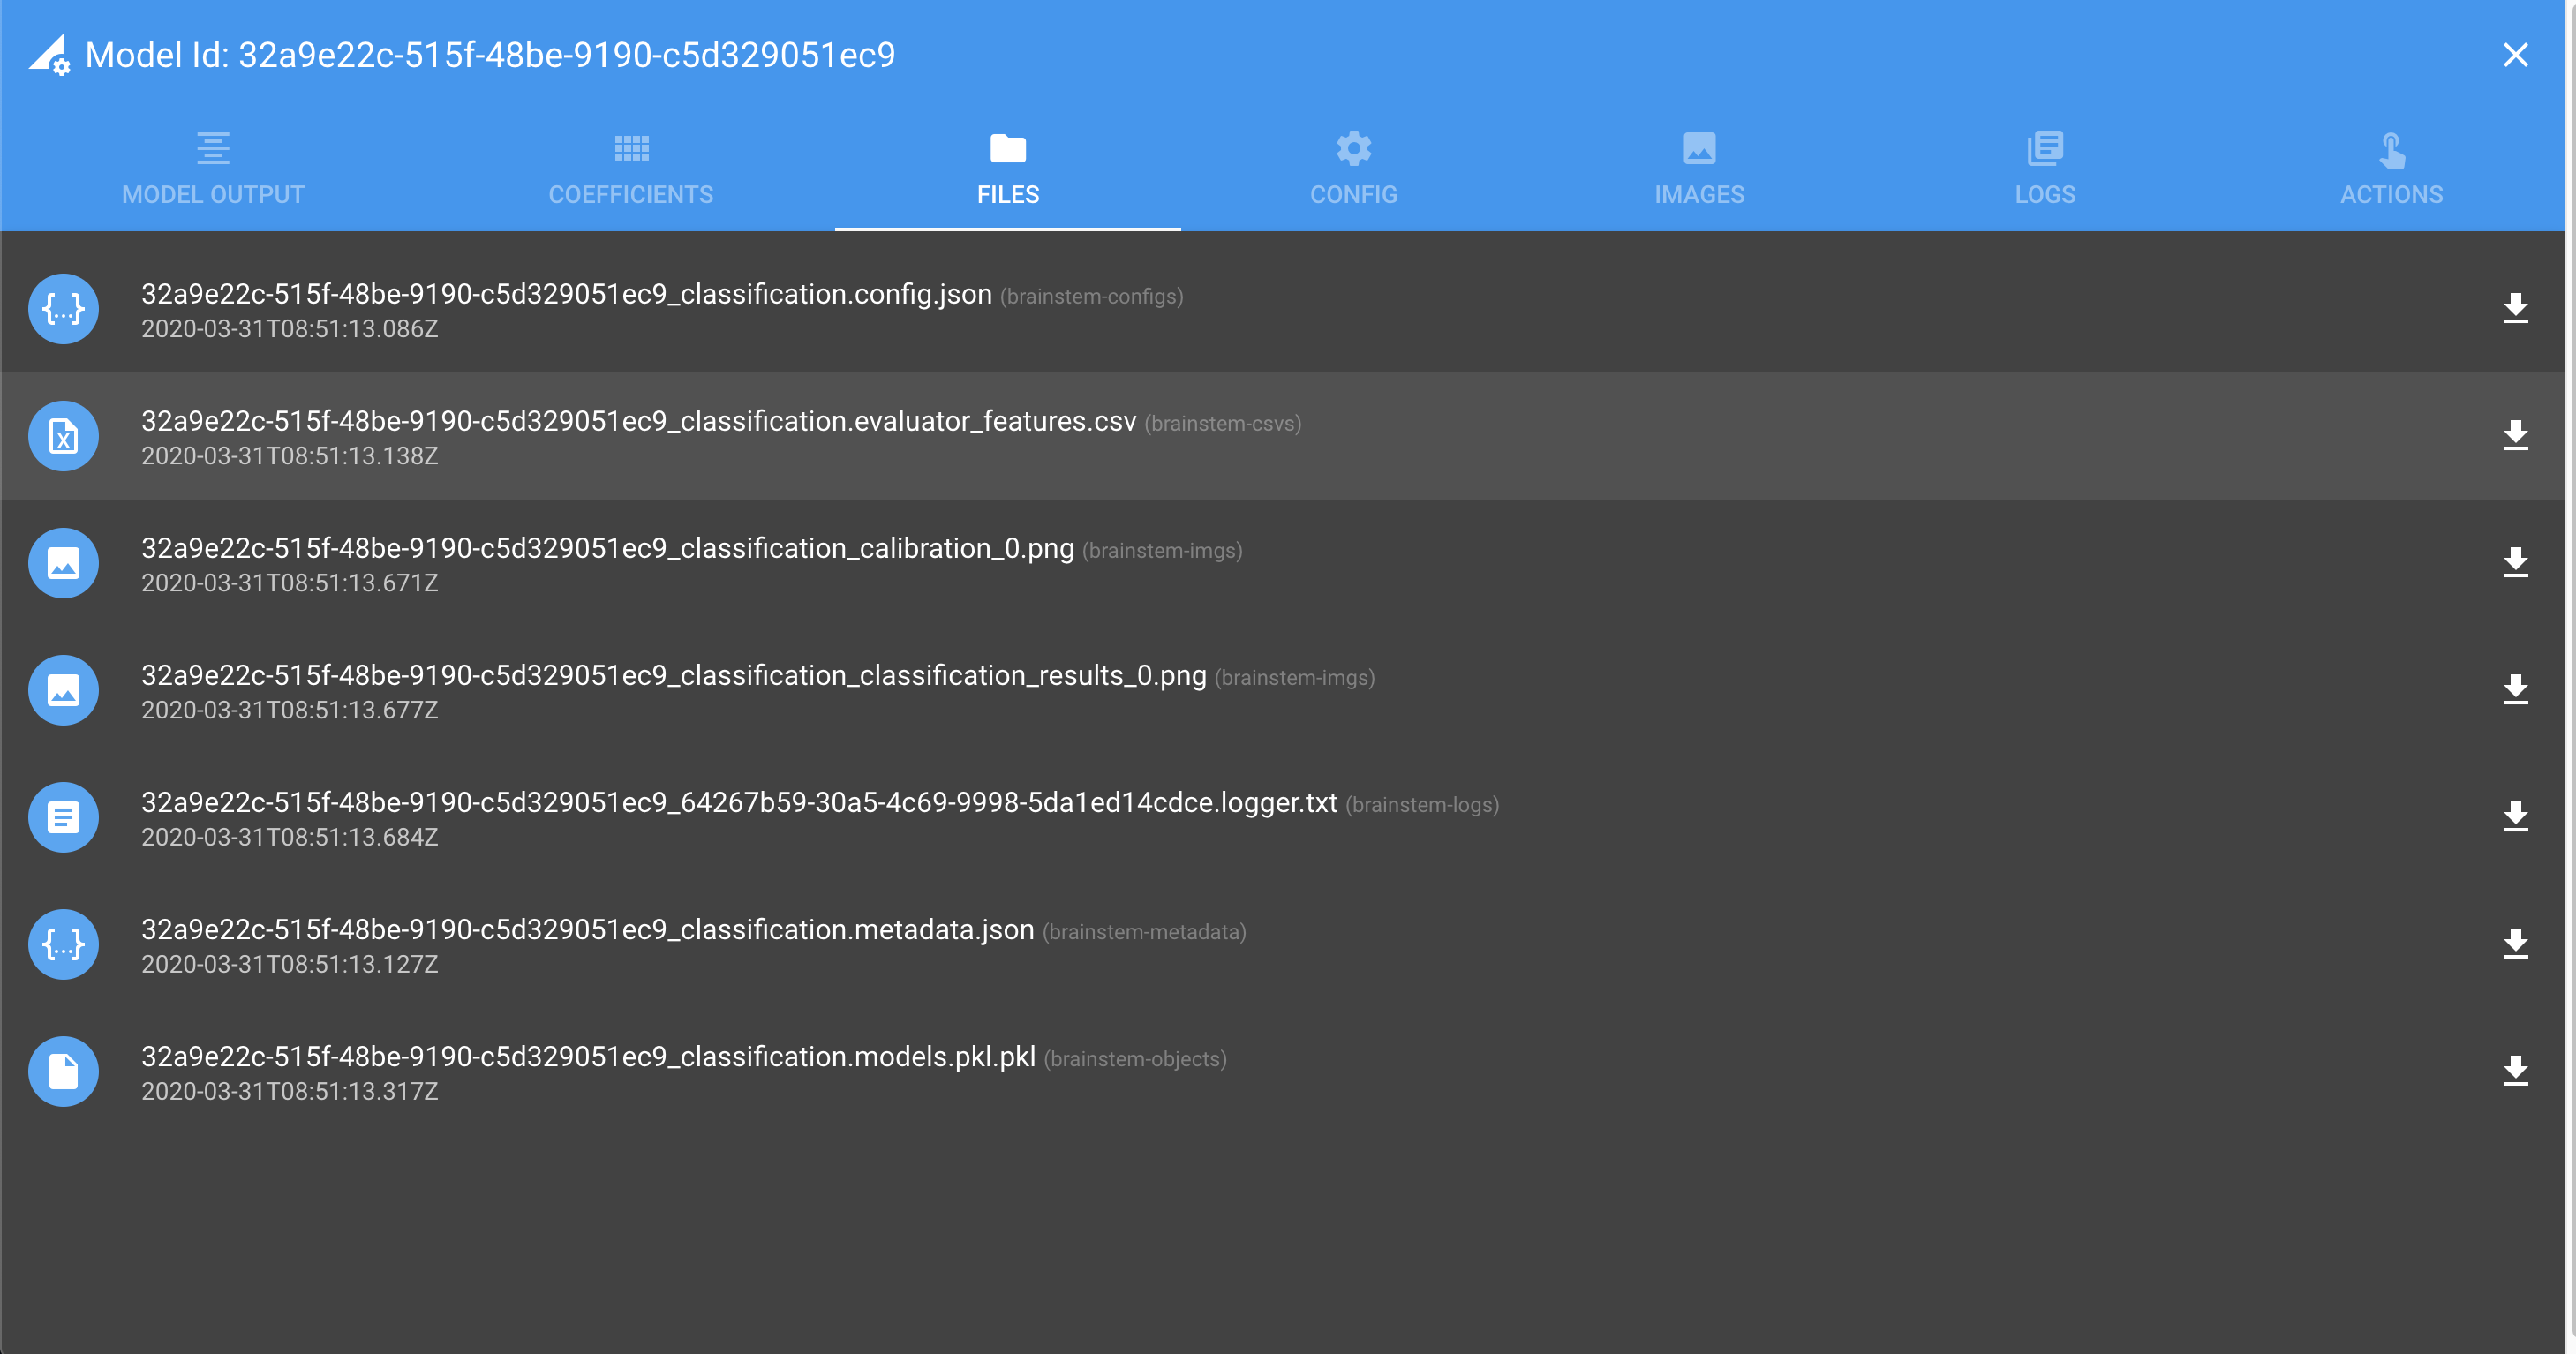 Model Id: 32a9e22c-515f-48be-9190-c5d329051ec9
MODEL OUTPUT COEFFICIENTS FILES CONFIG IMAGES LOGS ACTIONS
{...} 32a9e22c-515f-48be-9190-c5d329051ec9_classification.config.json (brainstem-configs)
2020-03-31T08:51:13.086Z
X 32a9e22c-515f-48be-9190-c5d329051ec9_classification.evaluator_features.csv (brainstem-csvs)
2020-03-31T08:51:13.138Z
32a9e22c-515f-48be-9190-c5d329051ec9_classification_calibration_0.png (brainstem-imgs)
2020-03-31T08:51:13.671Z
32a9e22c-515f-48be-9190-c5d329051ec9_classification_classification_results_0.png (brainstem-imgs)
2020-03-31T08:51:13.677Z
32a9e22c-515f-48be-9190-c5d329051ec9_64267b59-30a5-4c69-9998-5da1ed14cdce.logger.txt (brainstem-logs)
2020-03-31T08:51:13.684Z
{...} 32a9e22c-515f-48be-9190-c5d329051ec9_classification.metadata.json (brainstem-metadata)
2020-03-31T08:51:13.127Z
32a9e22c-515f-48be-9190-c5d329051ec9_classification.models.pkl.pkl (brainstem-objects)
2020-03-31T08:51:13.317Z